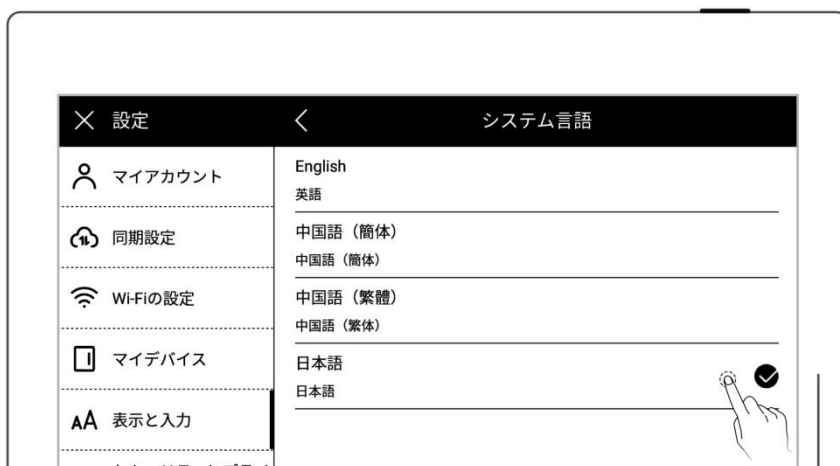 設定
システム言語
マイアカウント
同期設定
Wi-Fiの設定
マイデバイス
AA 表示と入力
English
英語
中国語（簡体）
中国語（簡体）
中国語（繁體）
中国語（繁体）
日本語
日本語